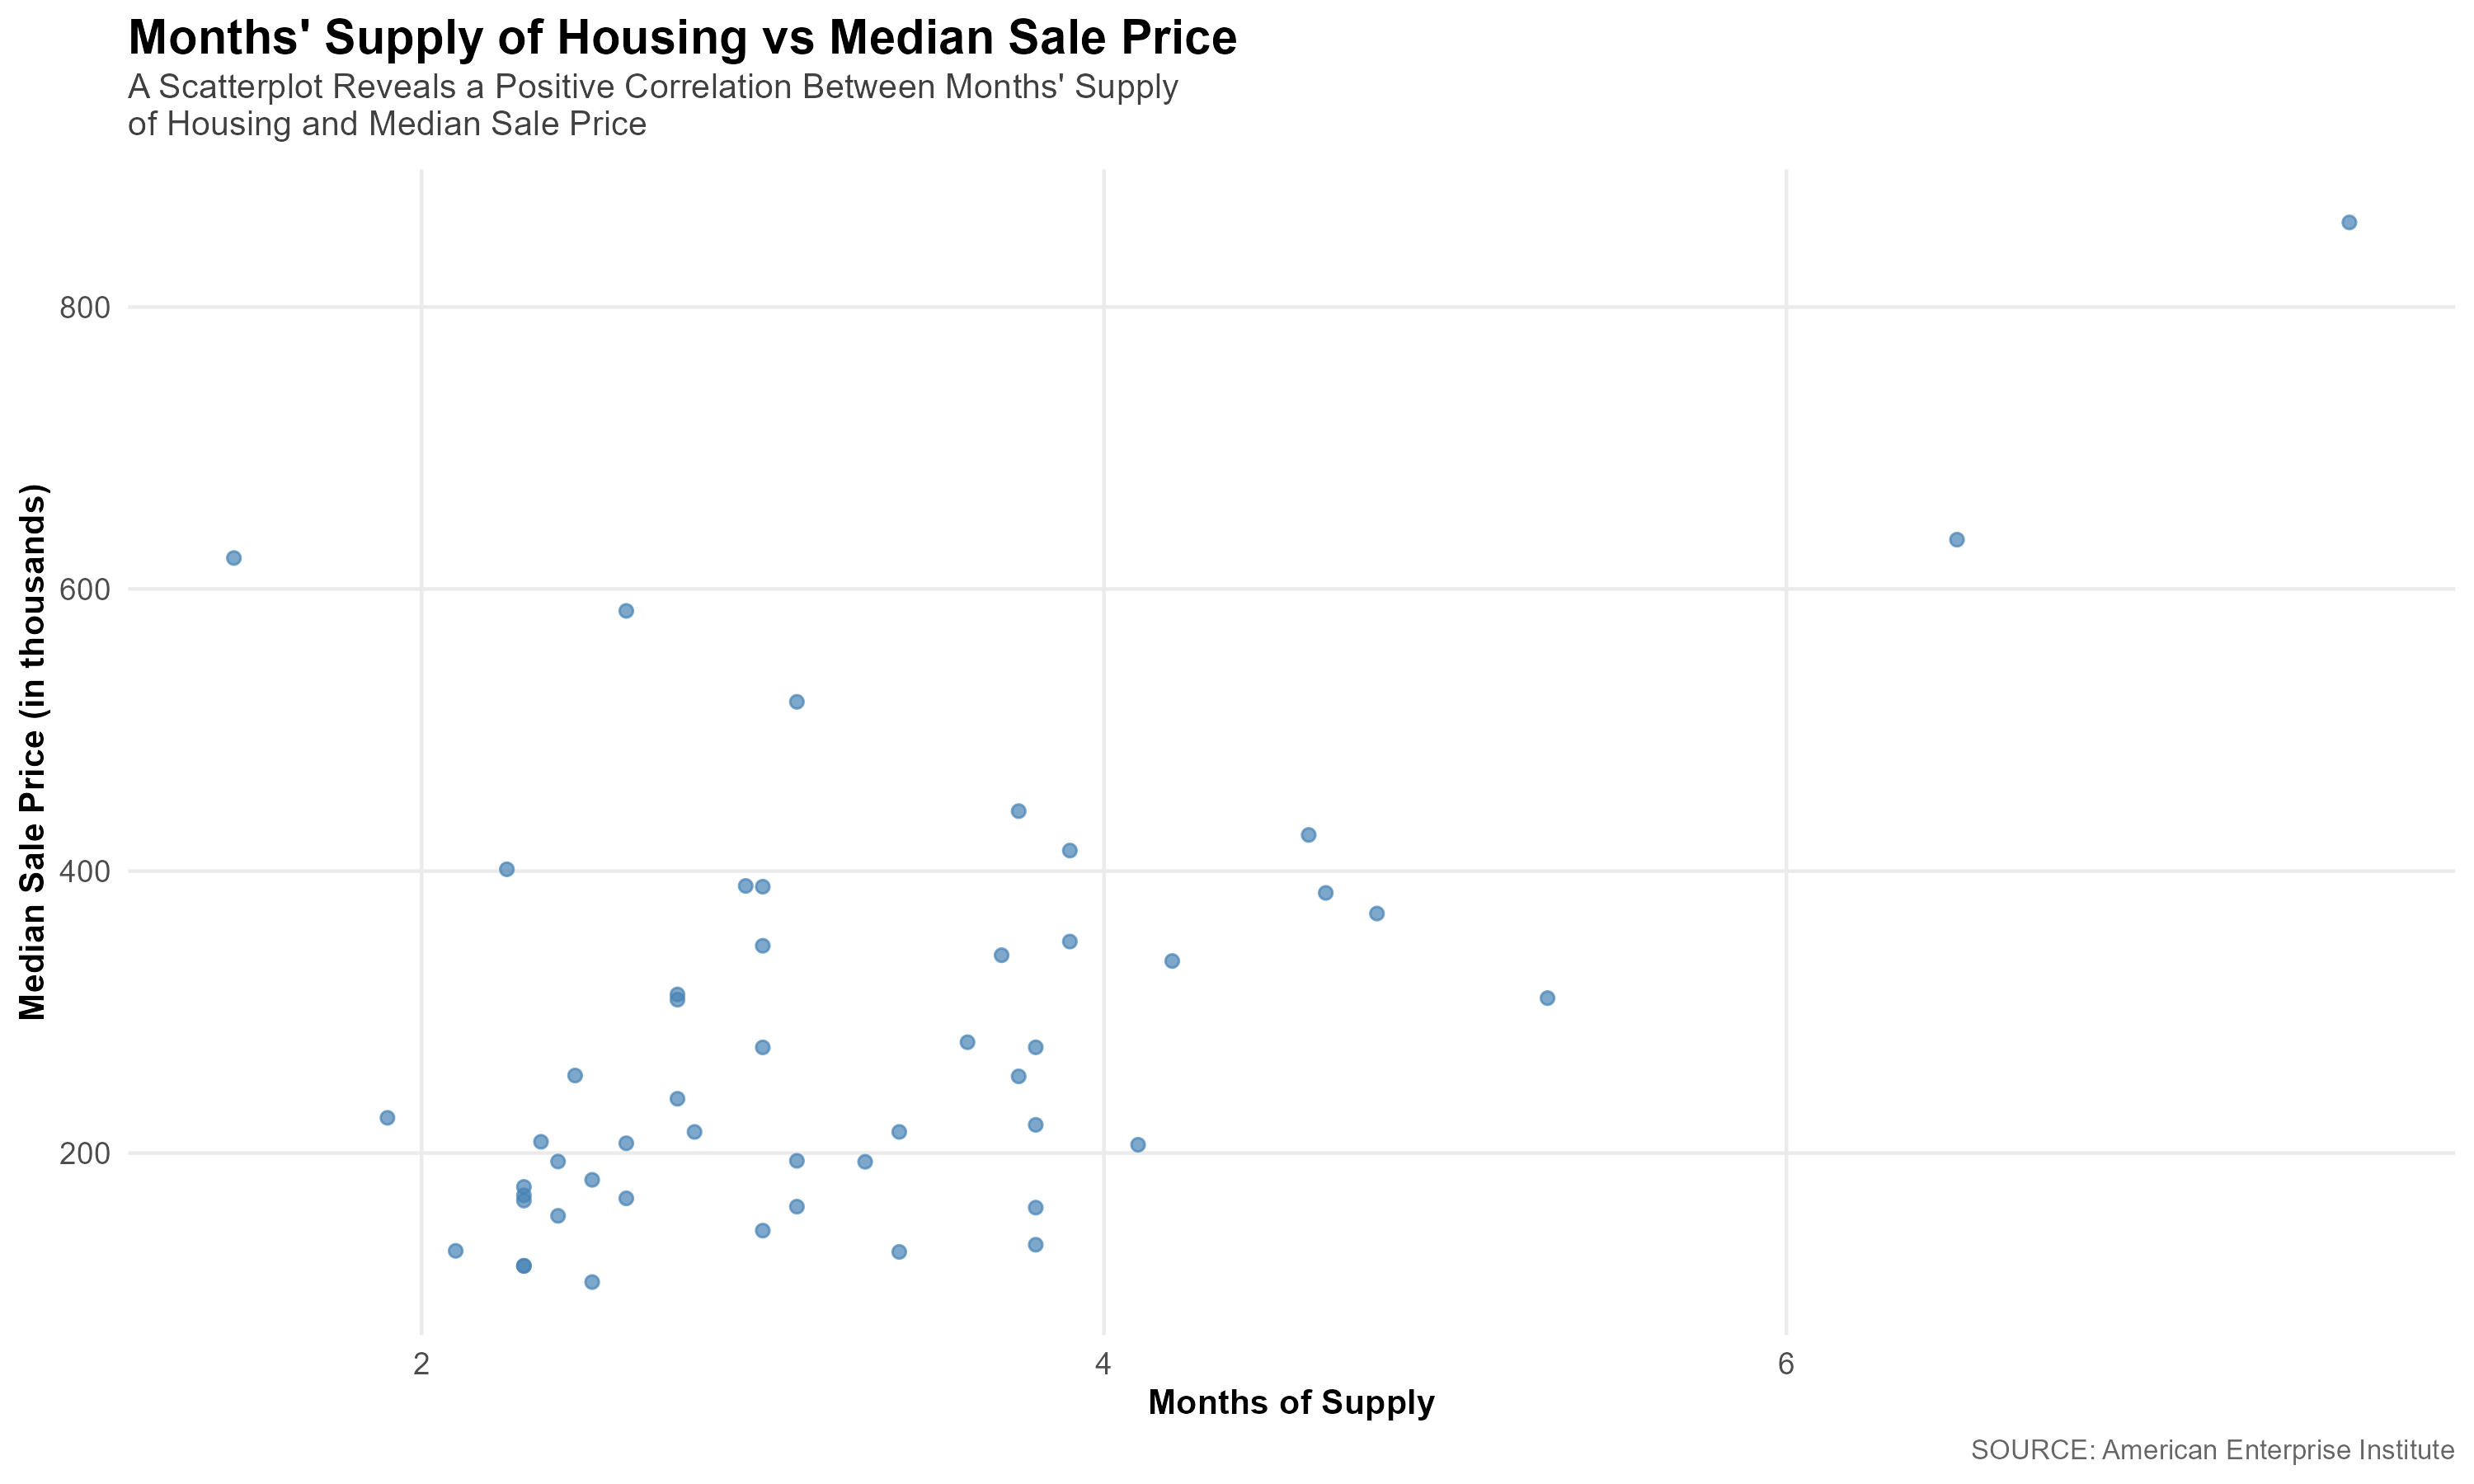 Months' Supply of Housing vs Median Sale Price
A Scatterplot Reveals a Positive Correlation Between Months' Supply
of Housing and Median Sale Price
Median Sale Price (in thousands)
800
600
400
200
2
4
6
Months of Supply
SOURCE: American Enterprise Institute